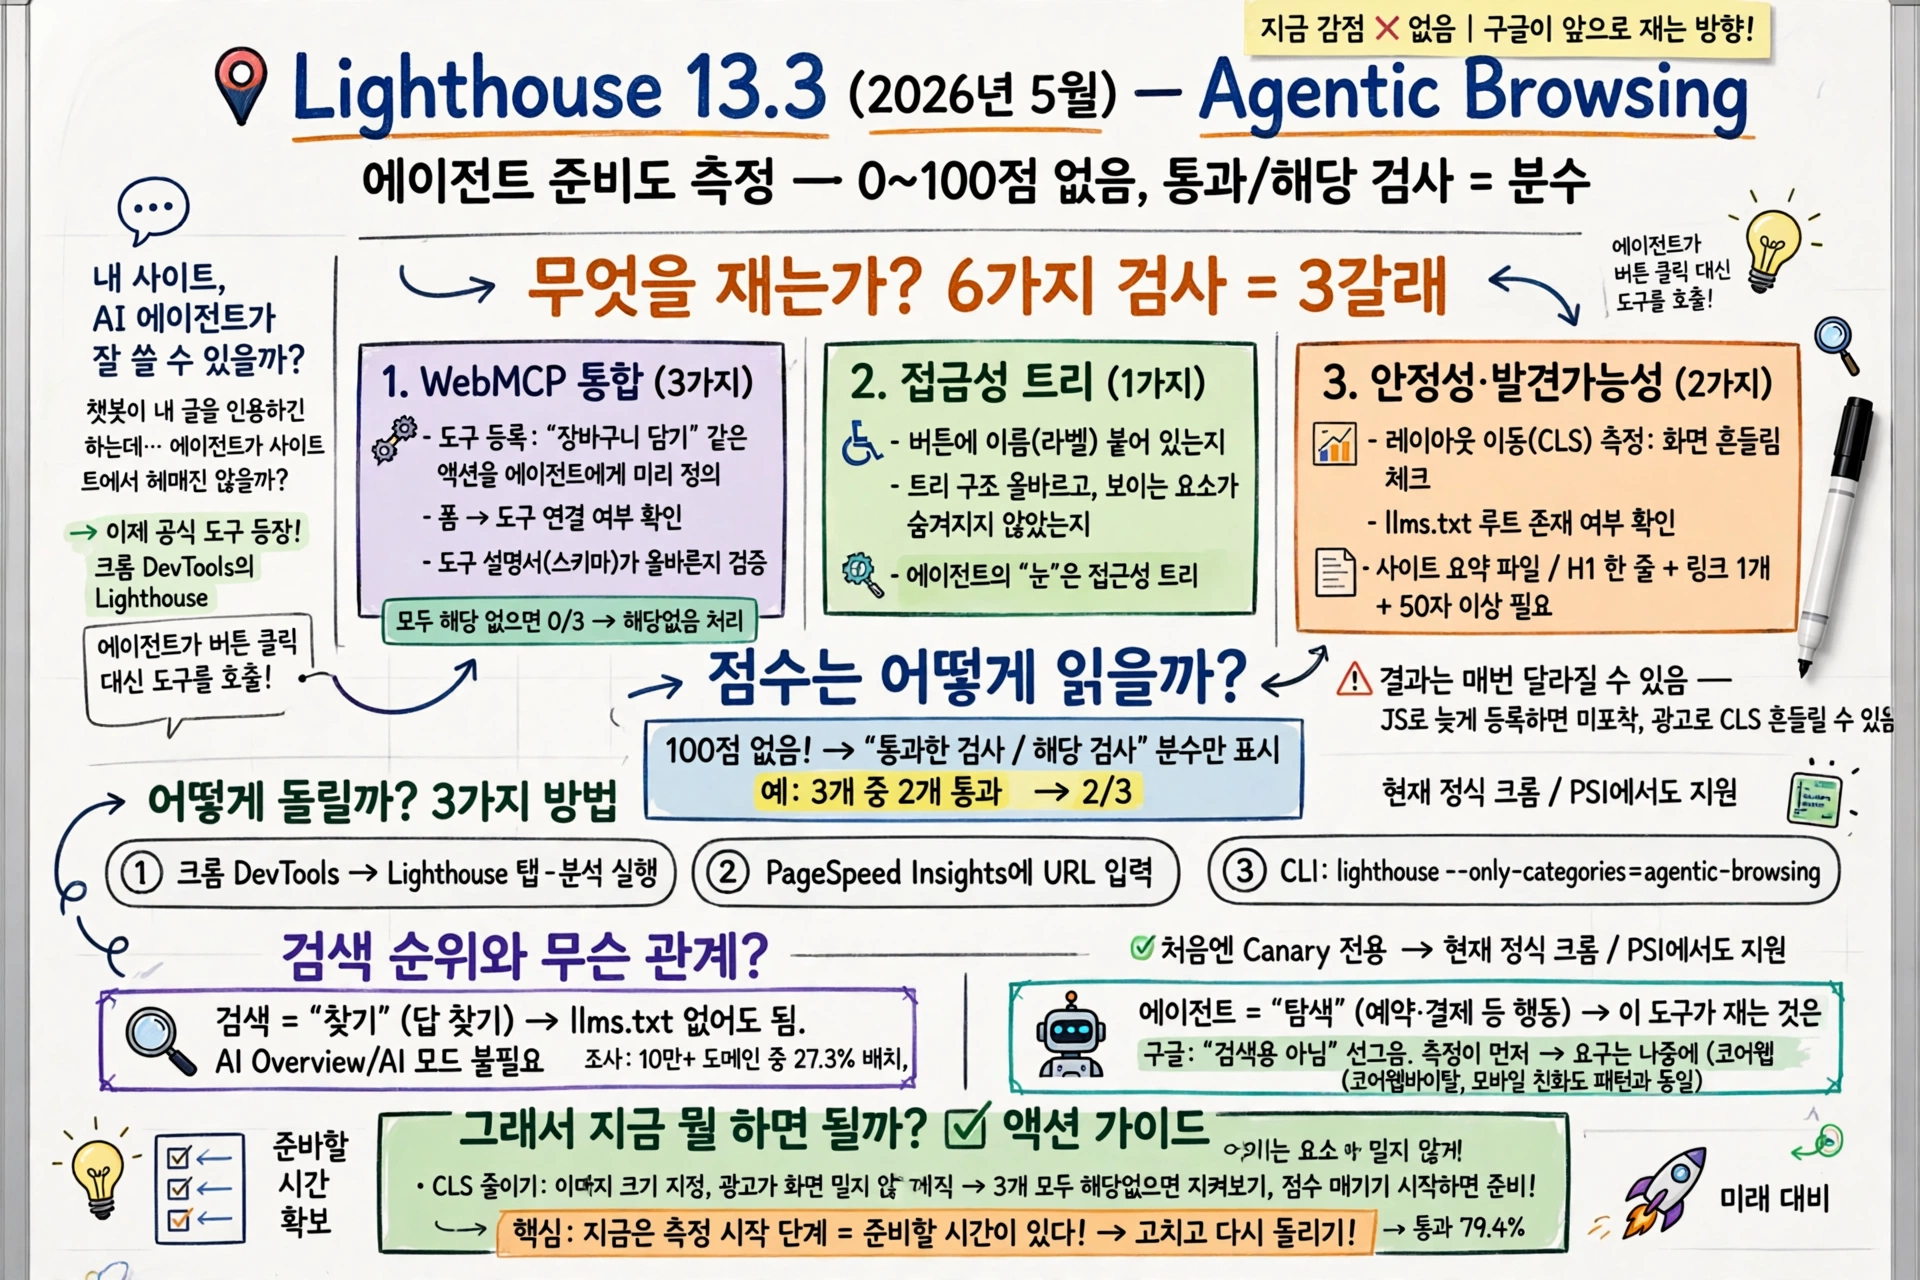 지금 감점 ❌ 없음 | 구글이 앞으로 재는 방향!
Lighthouse 13.3 (2026년 5월) — Agentic Browsing
에이전트 준비도 측정 — 0~100점 없음, 통과/해당 검사 = 분수
내 사이트,
AI 에이전트가
잘 쓸 수 있을까?
챗봇이 내 글을 인용하긴
하는데… 에이전트가 사이트
트에서 헤매진 않을까?
→ 이제 공식 도구 등장!
크롬 DevTools의
Lighthouse
에이전트가 버튼 클릭
대신 도구를 호출!
무엇을 재는가? 6가지 검사 = 3갈래
에이전트가
버튼 클릭 대신
도구를 호출!
1. WebMCP 통합 (3가지)
- 도구 등록: “장바구니 담기” 같은
액션을 에이전트에게 미리 정의
- 폼 → 도구 연결 여부 확인
- 도구 설명서(스키마)가 올바른지 검증
모두 해당 없으면 0/3 → 해당없음 처리
2. 접금성 트리 (1가지)
- 버튼에 이름(라벨) 붙어 있는지
- 트리 구조 올바르고, 보이는 요소가
숨겨지지 않았는지
- 에이전트의 “눈”은 접근성 트리
3. 안정성·발견가능성 (2가지)
- 레이아웃 이동(CLS) 측정: 화면 흔들림
체크
- llms.txt 루트 존재 여부 확인
- 사이트 요약 파일 / H1 한 줄 + 링크 1개
+ 50자 이상 필요
점수는 어떻게 읽을까?
100점 없음! → “통과한 검사 / 해당 검사” 분수만 표시
예: 3개 중 2개 통과 → 2/3
결과는 매번 달라질 수 있음 —
JS로 늦게 등록하면 미포착, 광고로 CLS 흔들릴 수 있음
현재 정식 크롬 / PSI에서도 지원
어떻게 돌릴까? 3가지 방법
① 크롬 DevTools → Lighthouse 탭-분석 실행
② PageSpeed Insights에 URL 입력
③ CLI: lighthouse --only-categories=agentic-browsing
검색 순위와 무슨 관계?
검색 = “찾기” (답 찾기) → llms.txt 없어도 됨.
AI Overview/AI 모드 불필요 조사: 10만+ 도메인 중 27.3% 배치,
✅ 처음엔 Canary 전용 → 현재 정식 크롬 / PSI에서도 지원
에이전트 = “탐색” (예약·결제 등 행동) → 이 도구가 재는 것은
구글: “검색용 아님” 선그음. 측정이 먼저 → 요구는 나중에 (코어웹
(코어웹바이탈, 모바일 친화도 패턴과 동일)
준바할
시간
확보
그래서 지금 뭘 하면 될까? ✅ 액션 가이드
요소 밀지 않게!
• CLS 줄이기: 크기 지정, 광고가 화면 밀지 → 3개 모두 해당없으면 지켜보기, 점수 매기기 시작하면 준비!
핵심: 지금은 측정 시작 단계 = 준비할 시간이 있다! → 고치고 다시 돌리기!
→ 통과 79.4%
미래 대비